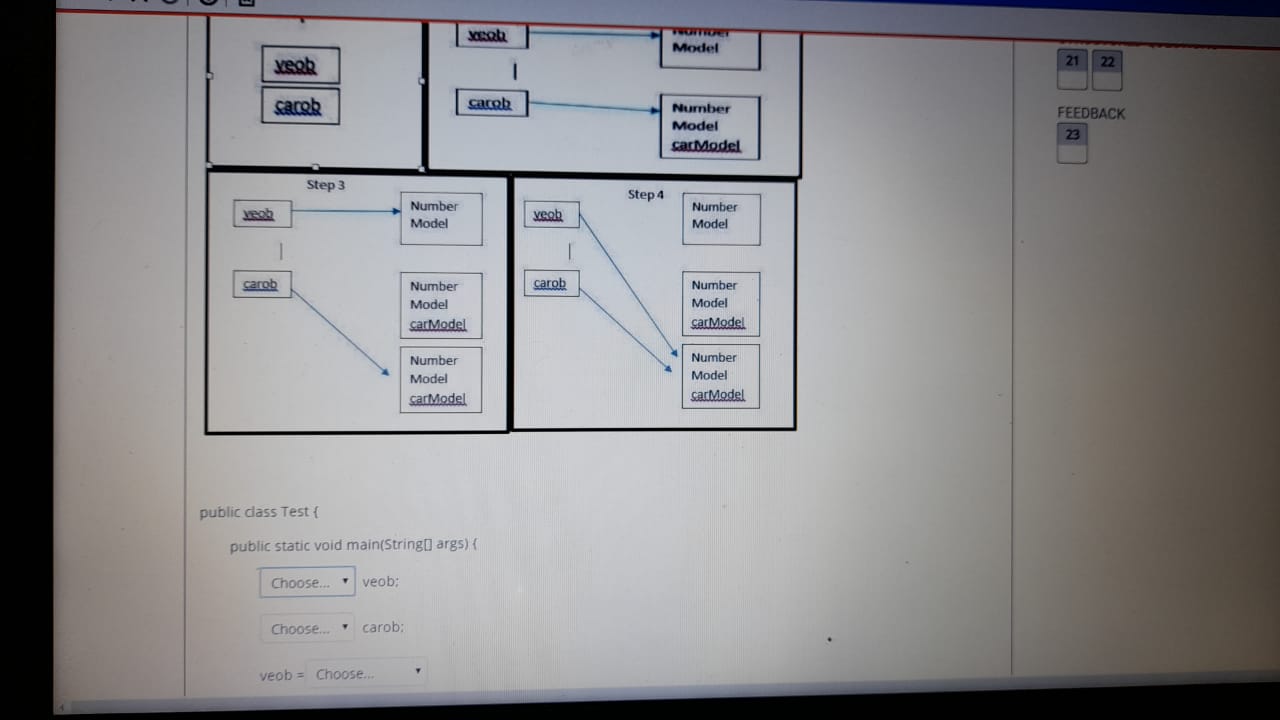 veob
Model
veob
21 22
carob
carob
Number
Model
carModel
FEEDBACK
23
Step 3
veob
Number
Model
carob
Number
Model
carModel
Number
Model
carModel
Step 4
veob
Number
Model
carob
Number
Model
carModel
Number
Model
carModel
public class Test {
public static void main(String[] args) {
Choose... veob;
Choose... carob;
veob = Choose...